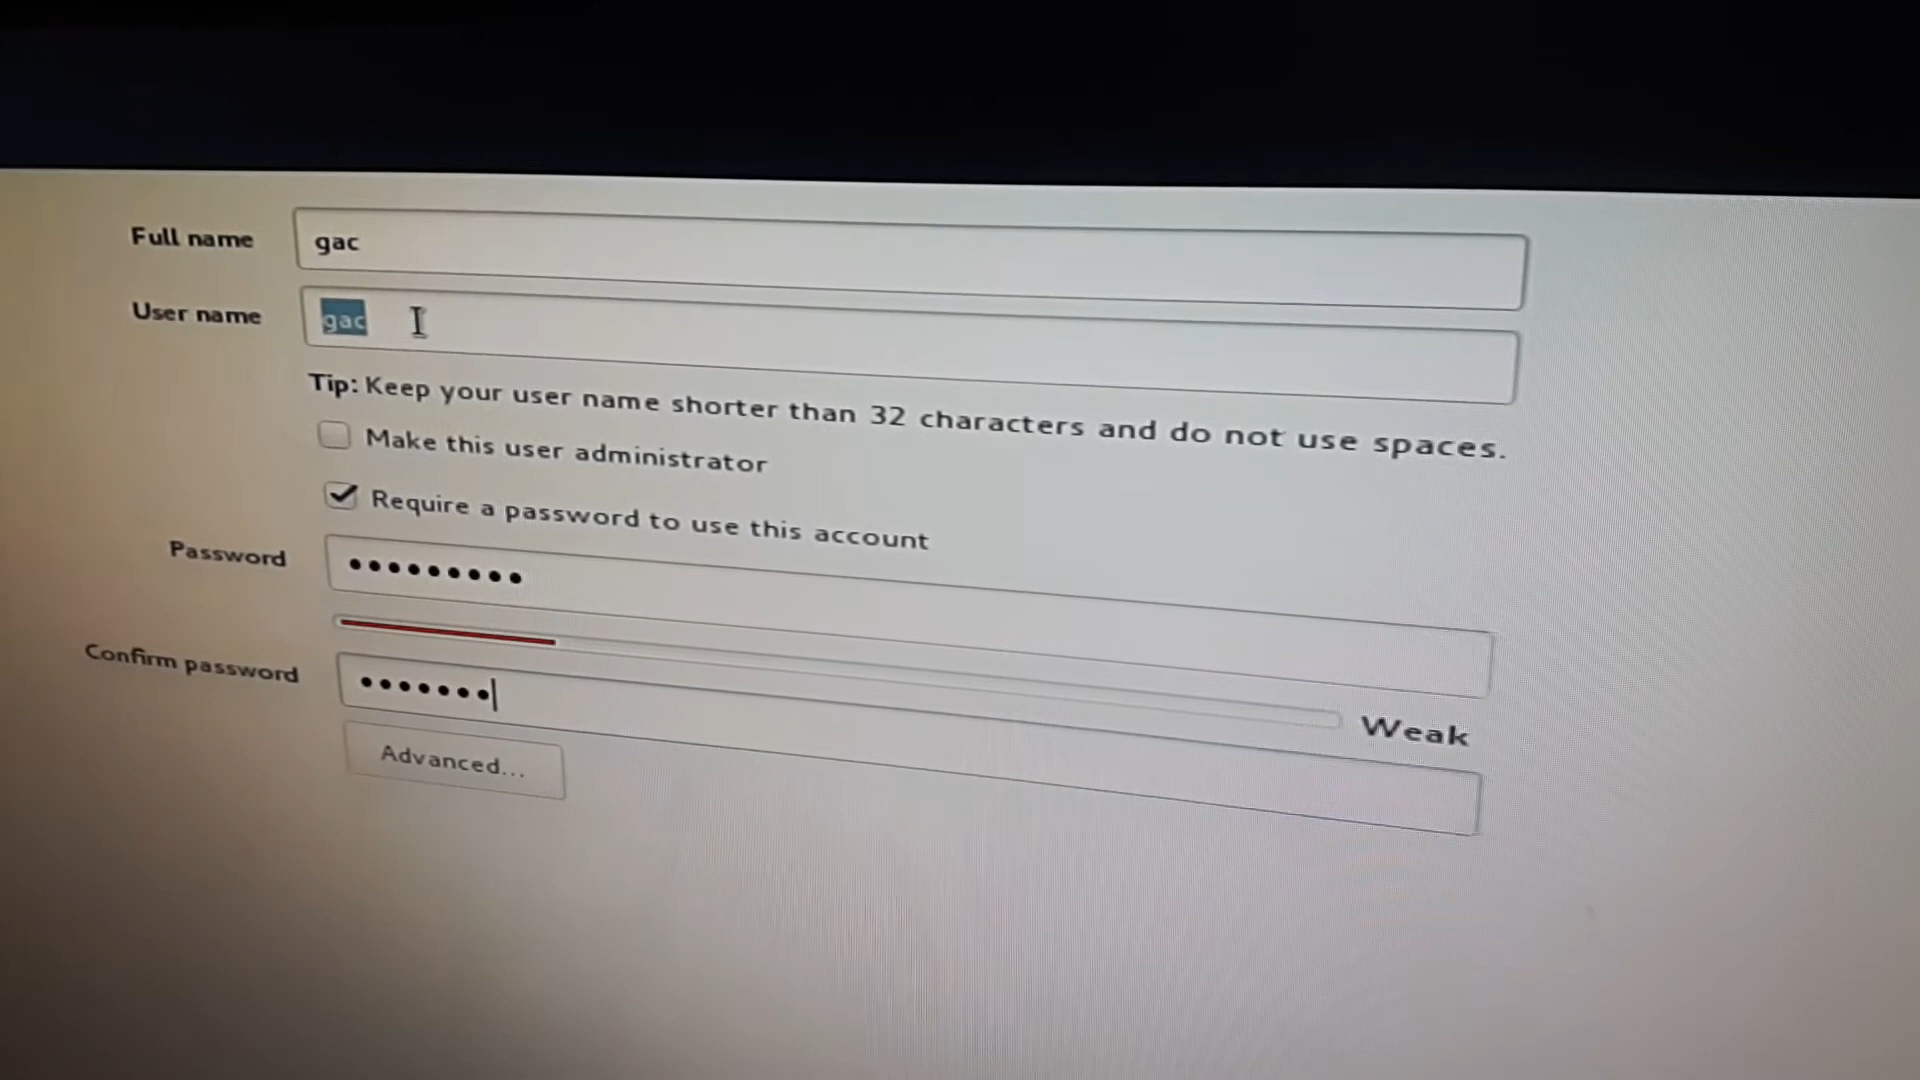 Full name
gac
User name
gac
Tip: Keep your user name shorter than 32 characters and do not use spaces.
Make this user administrator
Require a password to use this account
Password
•••••••••
Weak
Confirm password
•••••••
Advanced...